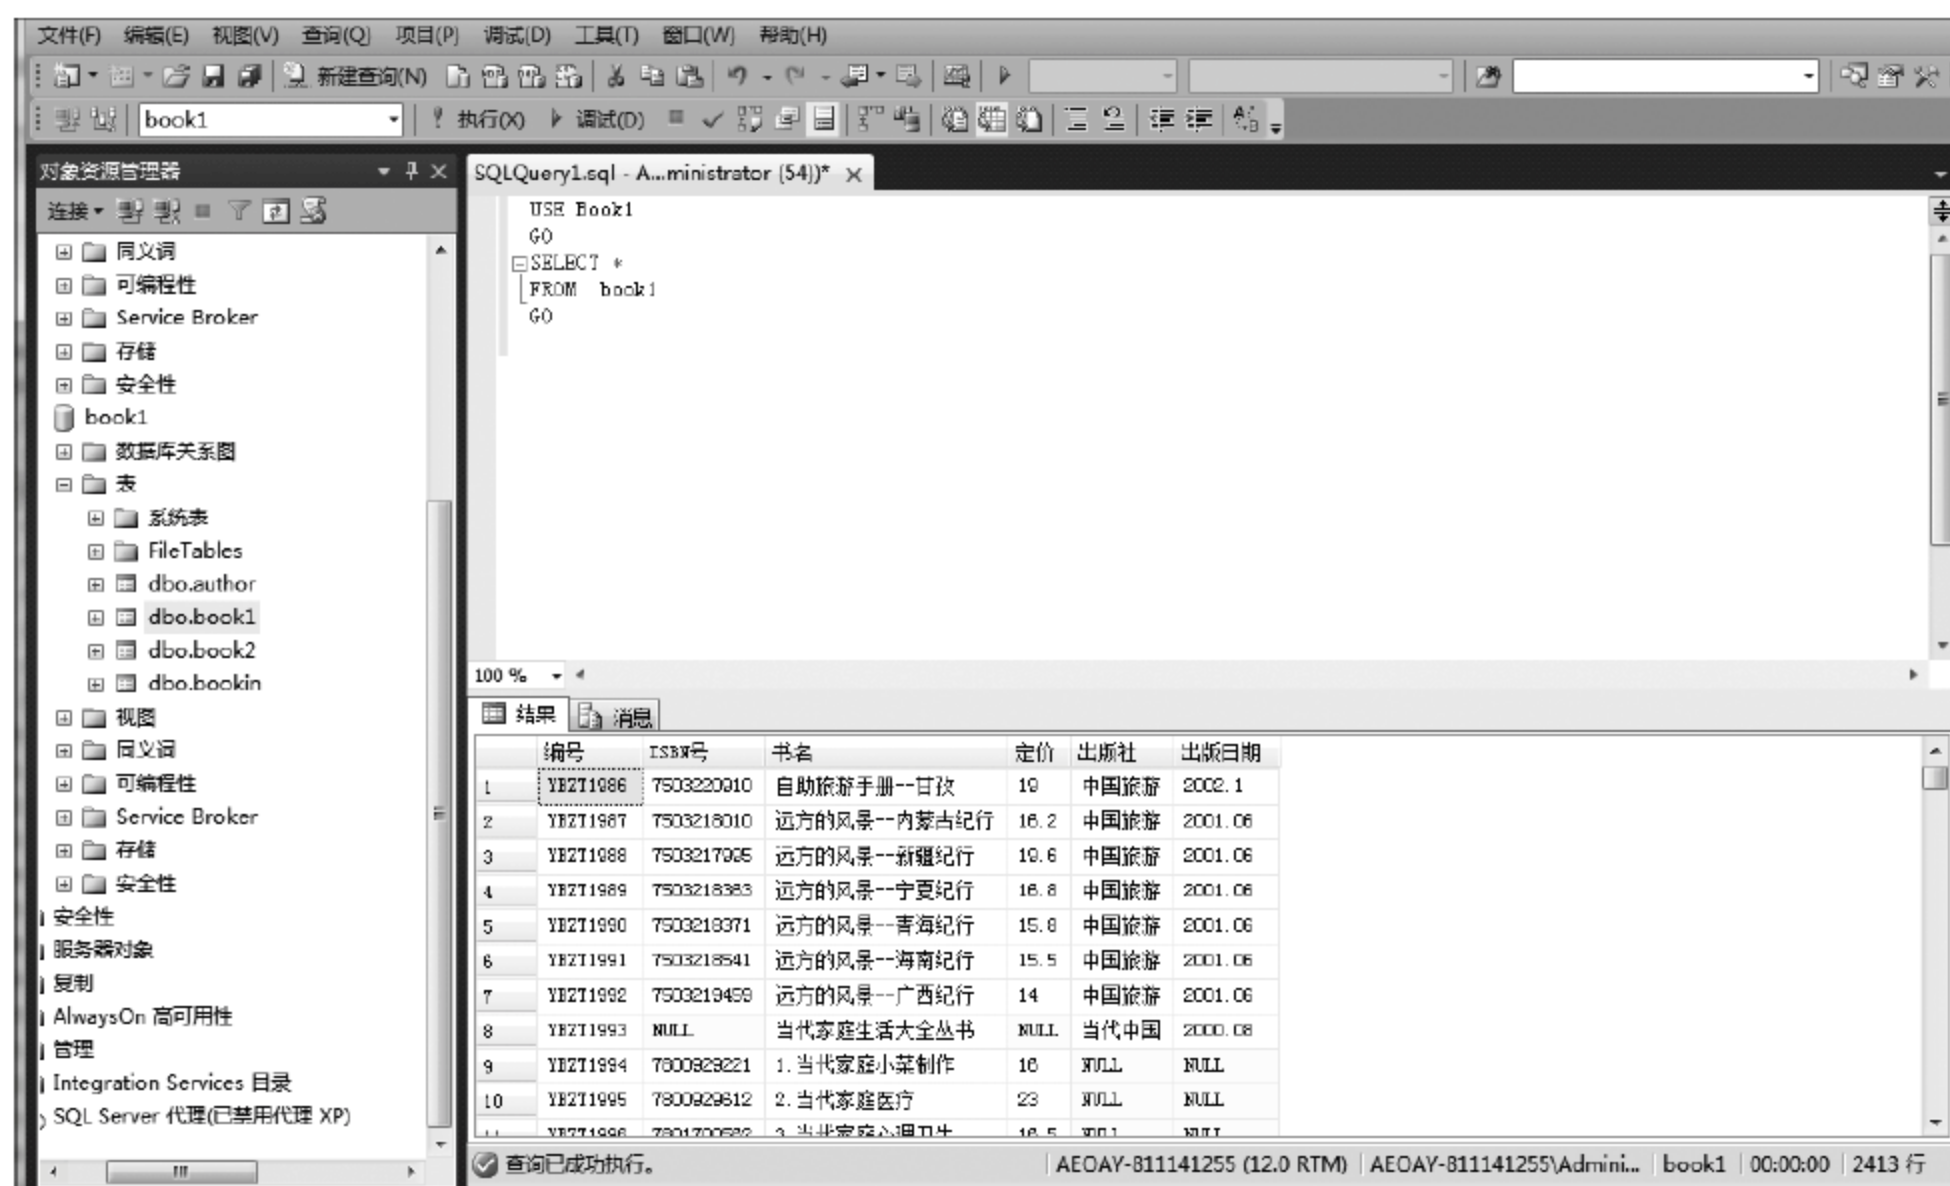 文件(F) 编辑(E) 视图(V) 查询(Q) 项目(P) 调试(D) 工具(T) 窗口(W) 帮助(H)
新建查询(N)
book1 执行(X) 调试(D)
对象资源管理器
连接
同义词
可编程性
Service Broker
存储
安全性
book1
数据库关系图
表
系统表
FileTables
dbo.author
dbo.book1
dbo.book2
dbo.bookin
视图
同义词
可编程性
Service Broker
存储
安全性
安全性
服务器对象
复制
AlwaysOn 高可用性
管理
Integration Services 目录
SQL Server 代理(已禁用代理 XP)
SQLQuery1.sql - A...ministrator (54))*
USE Book1
GO
SELECT *
FROM book1
GO
100 %
结果 消息
编号 ISBN号 书名 定价 出版社 出版日期
1 YBZT1986 7503220910 自助旅游手册--甘孜 19 中国旅游 2002.1
2 YBZT1987 7503218010 远方的风景--内蒙古纪行 16.2 中国旅游 2001.06
3 YBZT1988 7503217995 远方的风景--新疆纪行 19.6 中国旅游 2001.06
4 YBZT1989 7503218363 远方的风景--宁夏纪行 16.8 中国旅游 2001.06
5 YBZT1990 7503218371 远方的风景--青海纪行 15.8 中国旅游 2001.06
6 YBZT1991 7503218541 远方的风景--海南纪行 15.5 中国旅游 2001.06
7 YBZT1992 7503219459 远方的风景--广西纪行 14 中国旅游 2001.06
8 YBZT1993 NULL 当代家庭生活大全丛书 NULL 当代中国 2000.08
9 YBZT1994 7800929221 1.当代家庭小菜制作 16 NULL NULL
10 YBZT1995 7800929612 2.当代家庭医疗 23 NULL NULL
11 YBZT1996 3.当代家庭心理卫生 16.5 NULL NULL
查询已成功执行。 AEOAY-811141255 (12.0 RTM) AEOAY-811141255\Admini... book1 00:00:00 2413 行